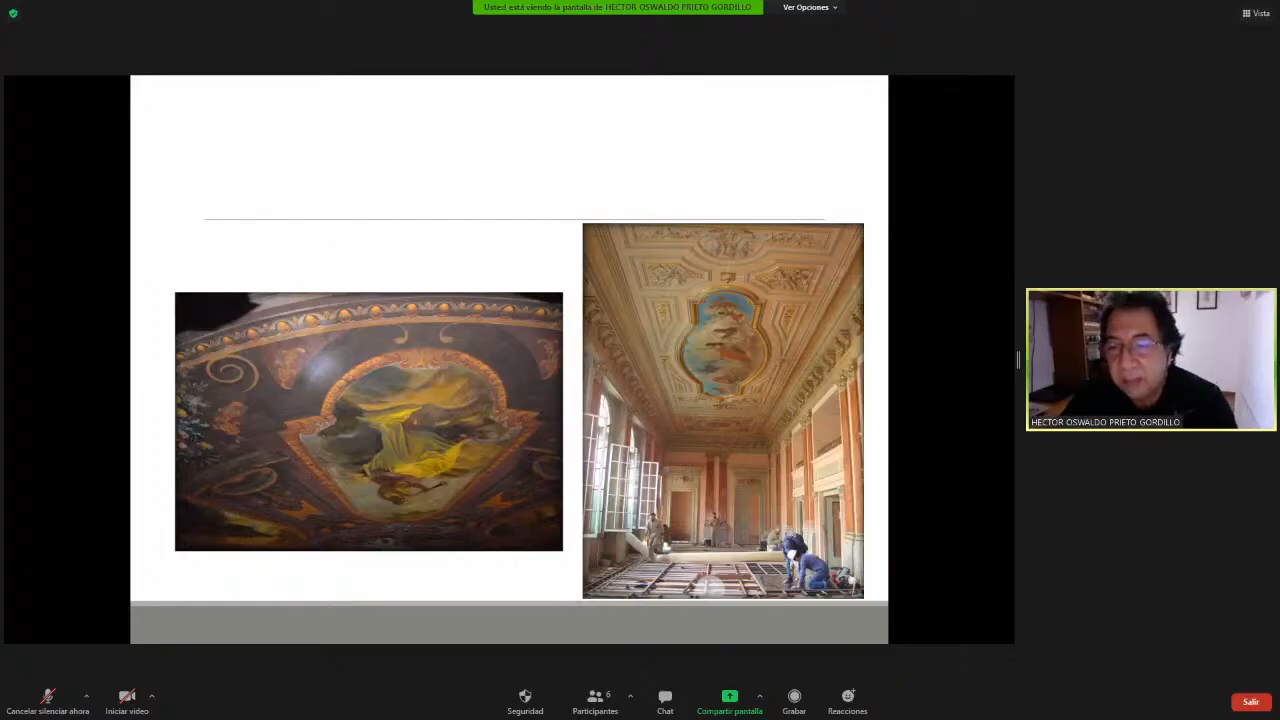 Usted está viendo la pantalla de HECTOR OSWALDO PRIETO GORDILLO
Ver Opciones
Vista
HECTOR OSWALDO PRIETO GORDILLO
Cancelar silenciar ahora
Iniciar video
Seguridad
6
Participantes
Chat
Compartir pantalla
Grabar
Reacciones
Salir